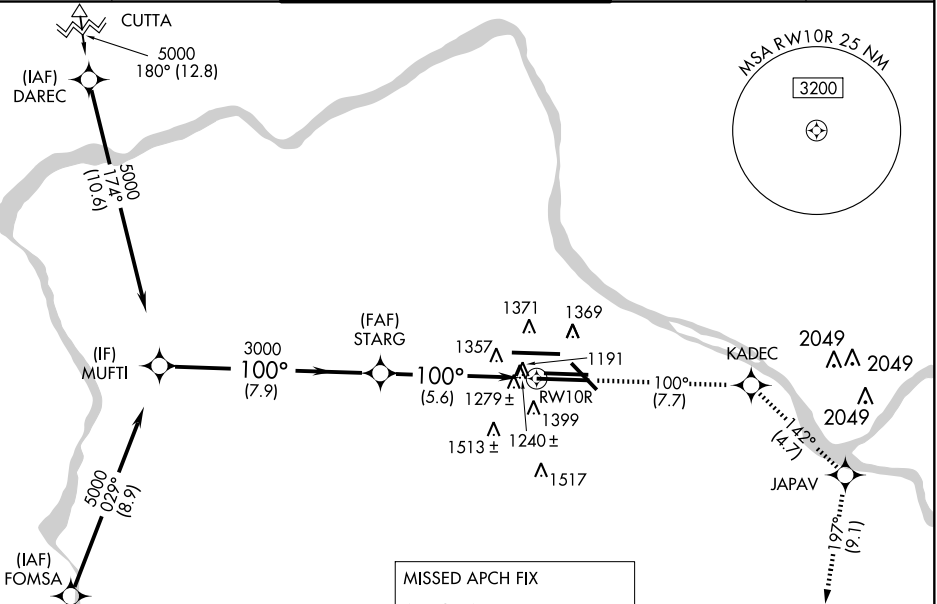 CUTTA
5000
180° (12.8)
(IAF)
DAREC
MSA RW10R 25 NM
3200
5000
174°
(10.6)
1371
1369
(FAF)
STARG
1357
1191
KADEC
2049
2049
2049
(IF)
MUFTI
3000
100°
(7.9)
100°
(5.6)
1279 ±
RW10R
100°
(7.7)
1399
1513 ±
1240 ±
1517
142°
(4.7)
JAPAV
5000
029°
(8.9)
197°
(9.1)
(IAF)
FOMSA
MISSED APCH FIX